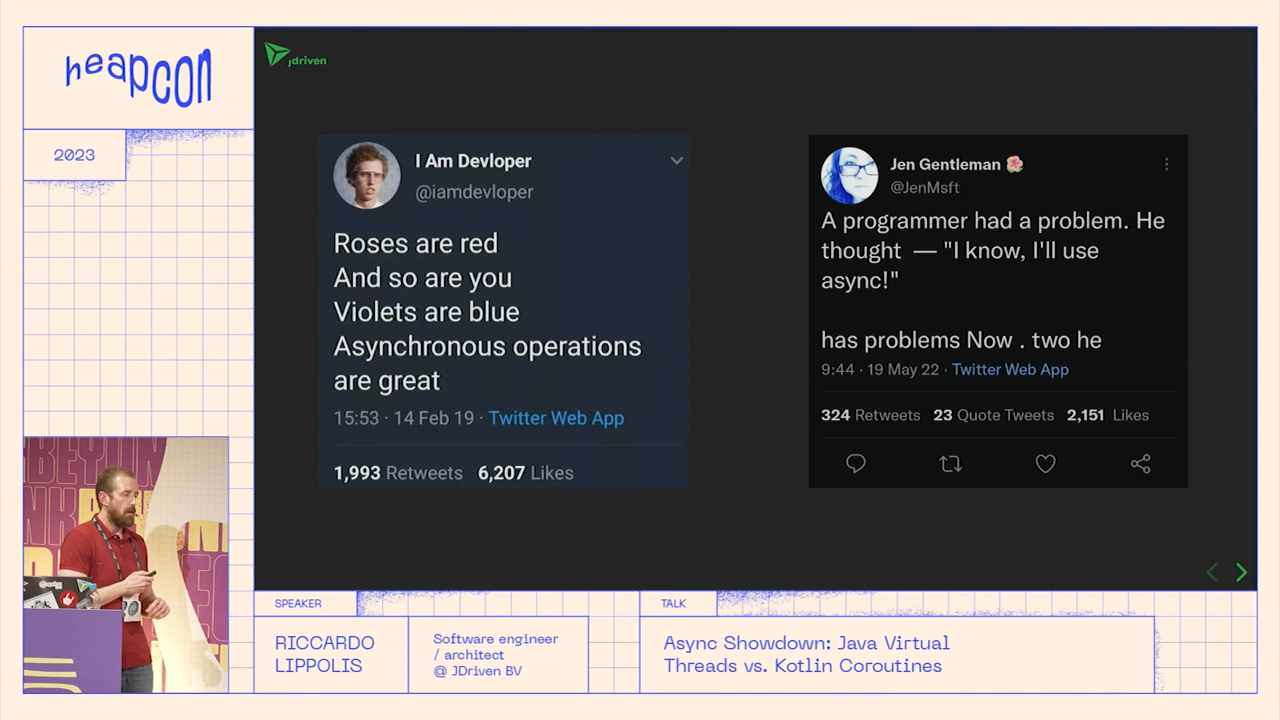 heapcon
2023
Jdriven
I Am Devloper
@iamdevloper
Roses are red
And so are you
Violets are blue
Asynchronous operations
are great
15:53 · 14 Feb 19 · Twitter Web App
1,993 Retweets 6,207 Likes
Jen Gentleman 🌺
@JenMsft
A programmer had a problem. He
thought — "I know, I'll use
async!"
has problems Now . two he
9:44 · 19 May 22 · Twitter Web App
324 Retweets 23 Quote Tweets 2,151 Likes
SPEAKER
RICCARDO
LIPPOLIS
Software engineer
/ architect
@ JDriven BV
TALK
Async Showdown: Java Virtual
Threads vs. Kotlin Coroutines